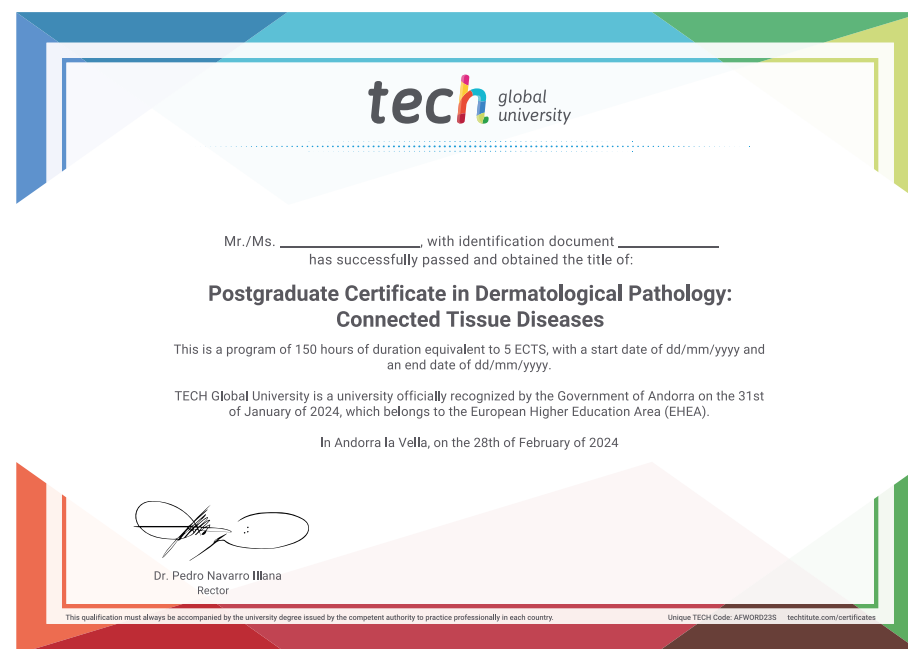 tech global
university
Mr./Ms. ____________, with identification document ____________
has successfully passed and obtained the title of:
Postgraduate Certificate in Dermatological Pathology:
Connected Tissue Diseases
This is a program of 150 hours of duration equivalent to 5 ECTS, with a start date of dd/mm/yyyy and
an end date of dd/mm/yyyy.
TECH Global University is a university officially recognized by the Government of Andorra on the 31st
of January of 2024, which belongs to the European Higher Education Area (EHEA).
In Andorra la Vella, on the 28th of February of 2024
Dr. Pedro Navarro Illana
Rector
This qualification must always be accompanied by the university degree issued by the competent authority to practice professionally in each country.
Unique TECH Code: AFWORD23S techtitute.com/certificates